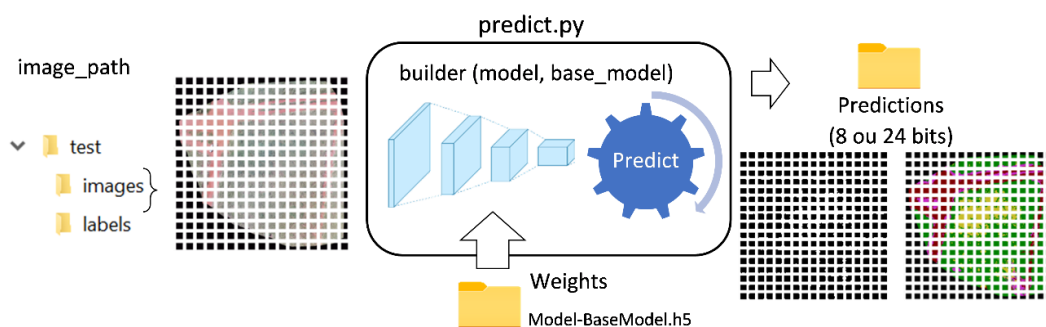 predict.py
image_path
test
images
labels
builder (model, base_model)
Predict
Weights
Model-BaseModel.h5
Predictions
(8 ou 24 bits)